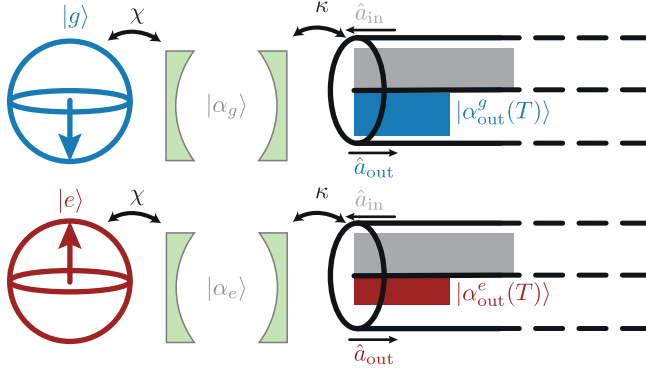 |g⟩ χ |α_g⟩ κ â_in
|α^g_out(T)⟩
â_out
|e⟩ χ |α_e⟩ κ â_in
|α^e_out(T)⟩
â_out